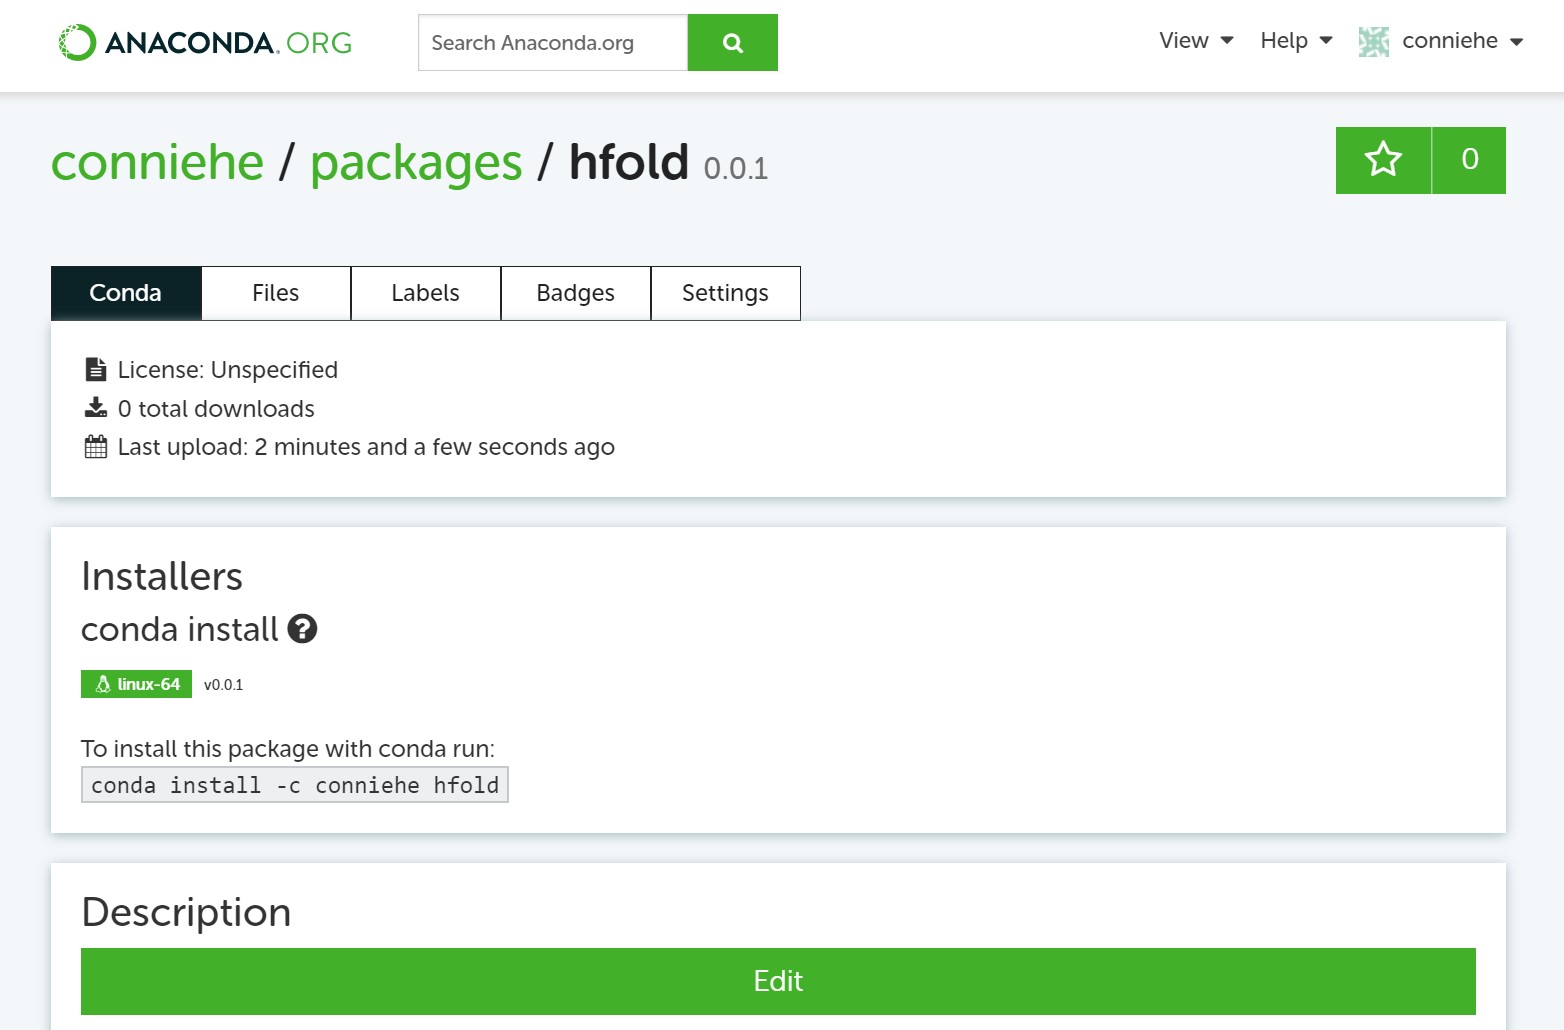 ANACONDA.ORG
Search Anaconda.org
View
Help
conniehe
conniehe / packages / hfold 0.0.1
0
Conda
Files
Labels
Badges
Settings
License: Unspecified
0 total downloads
Last upload: 2 minutes and a few seconds ago
Installers
conda install ?
linux-64 v0.0.1
To install this package with conda run:
conda install -c conniehe hfold
Description
Edit